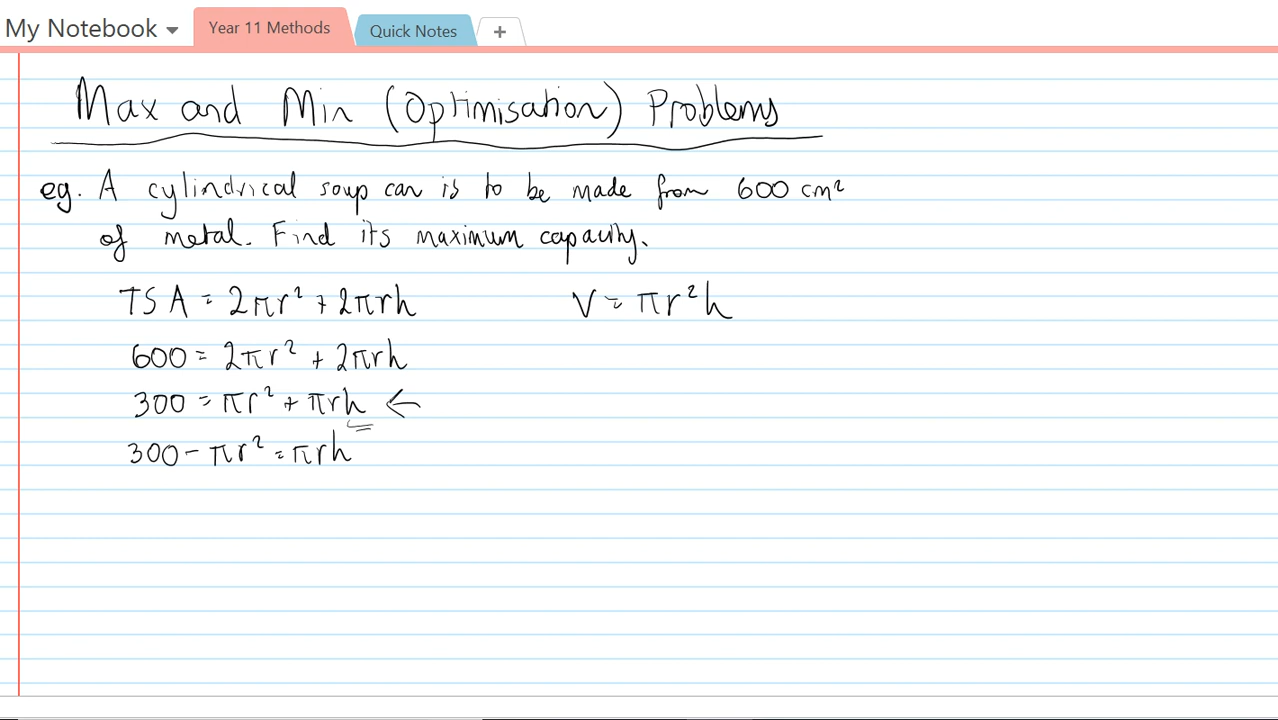 My Notebook Year 11 Methods Quick Notes +
Max and Min (Optimisation) Problems
eg. A cylindrical soup can is to be made from 600 cm²
of metal. Find its maximum capacity.
TSA = 2πr² + 2πrh V = πr²h
600 = 2πr² + 2πrh
300 = πr² + πrh ←
300 - πr² = πrh